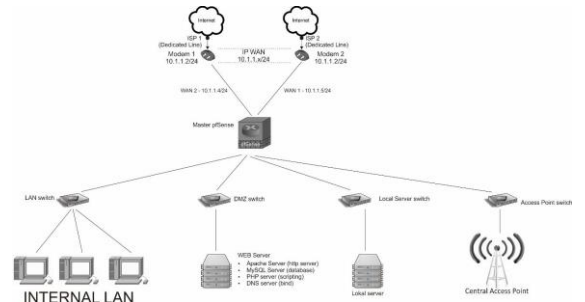 Internet
Internet
ISP 1
(Dedicated Line)
ISP 2
(Dedicated Line)
Modem 1
10.1.1.2/24
IP WAN
10.1.1.x/24
Modem 2
10.1.1.2/24
WAN 2 - 10.1.1.4/24
WAN 1 - 10.1.1.5/24
Master pfSense
LAN switch
DMZ switch
Local Server switch
Access Point switch
WEB Server
• Apache Server (http server)
• MySQL Server (database)
• PHP server (scripting)
• DNS server (bind)
Lokal server
Central Access Point
INTERNAL LAN